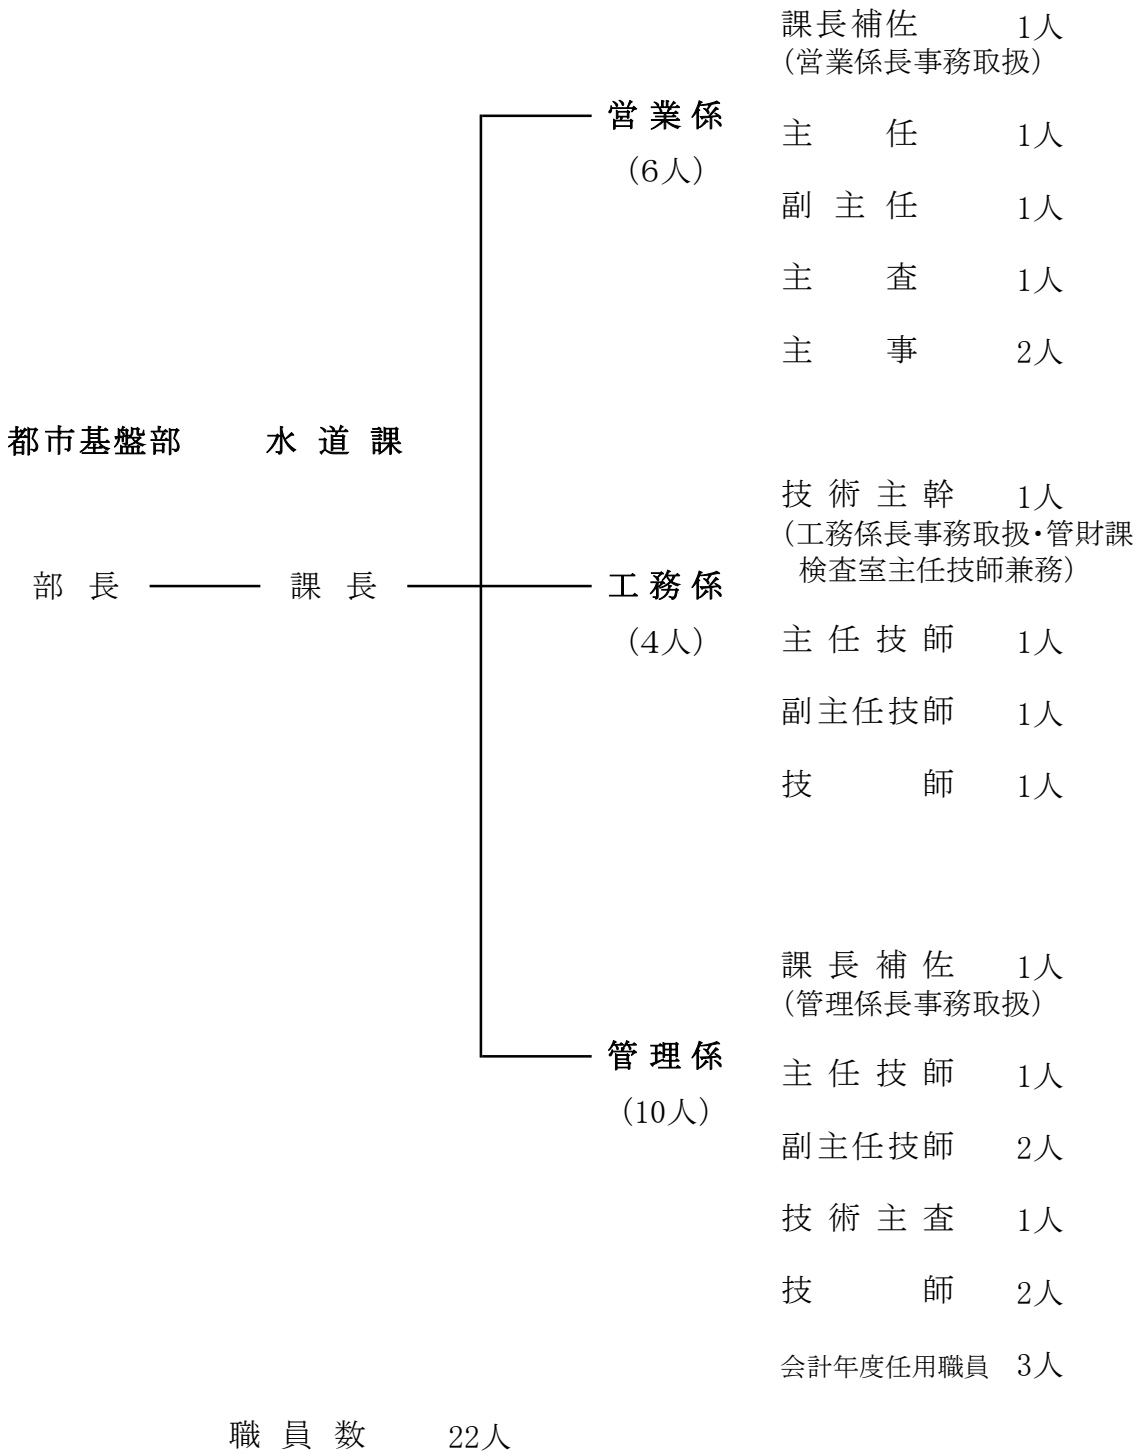 課長補佐 1人
（営業係長事務取扱）
営業係
（6人）
主任 1人
副主任 1人
主査 1人
主事 2人
都市基盤部 水道課
部長 課長
技術主幹 1人
（工務係長事務取扱・管財課
検査室主任技師兼務）
工務係
（4人）
主任技師 1人
副主任技師 1人
技師 1人
課長補佐 1人
（管理係長事務取扱）
管理係
（10人）
主任技師 1人
副主任技師 2人
技術主査 1人
技師 2人
会計年度任用職員 3人
職員数 22人